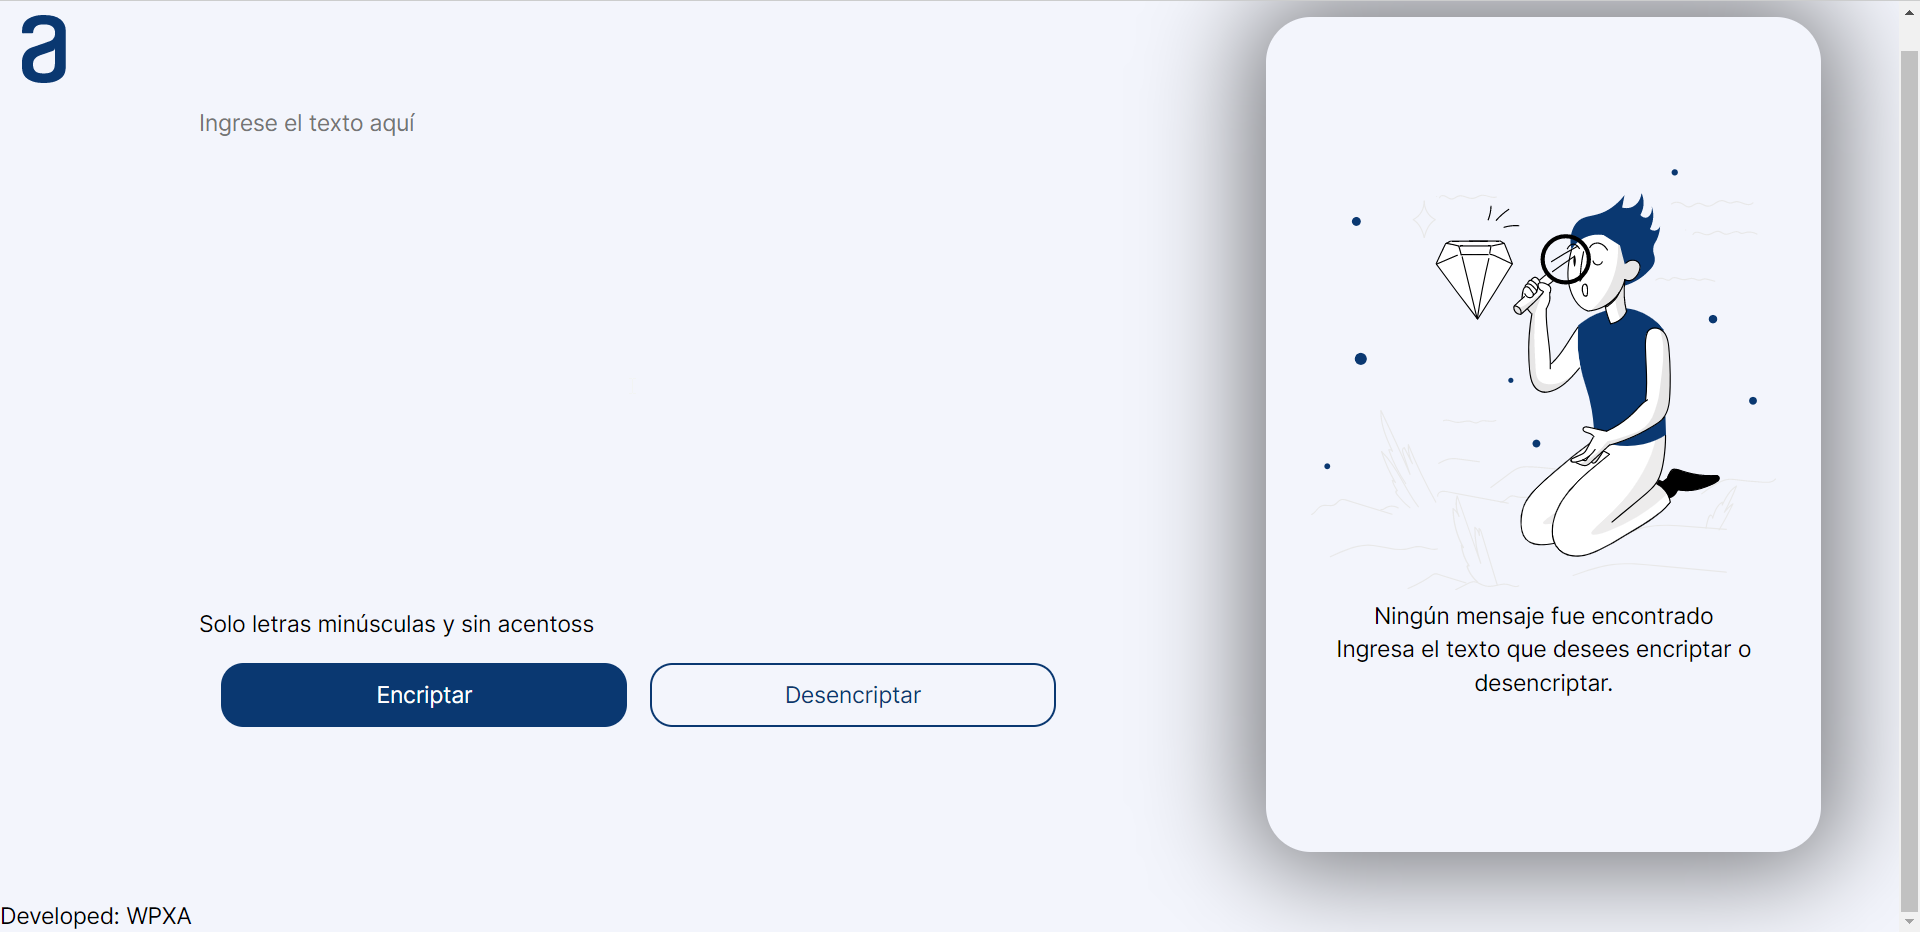 a
Ingrese el texto aquí
Solo letras minúsculas y sin acentoss
Encriptar
Desencriptar
Ningún mensaje fue encontrado
Ingresa el texto que desees encriptar o
desencriptar.
Developed: WPXA